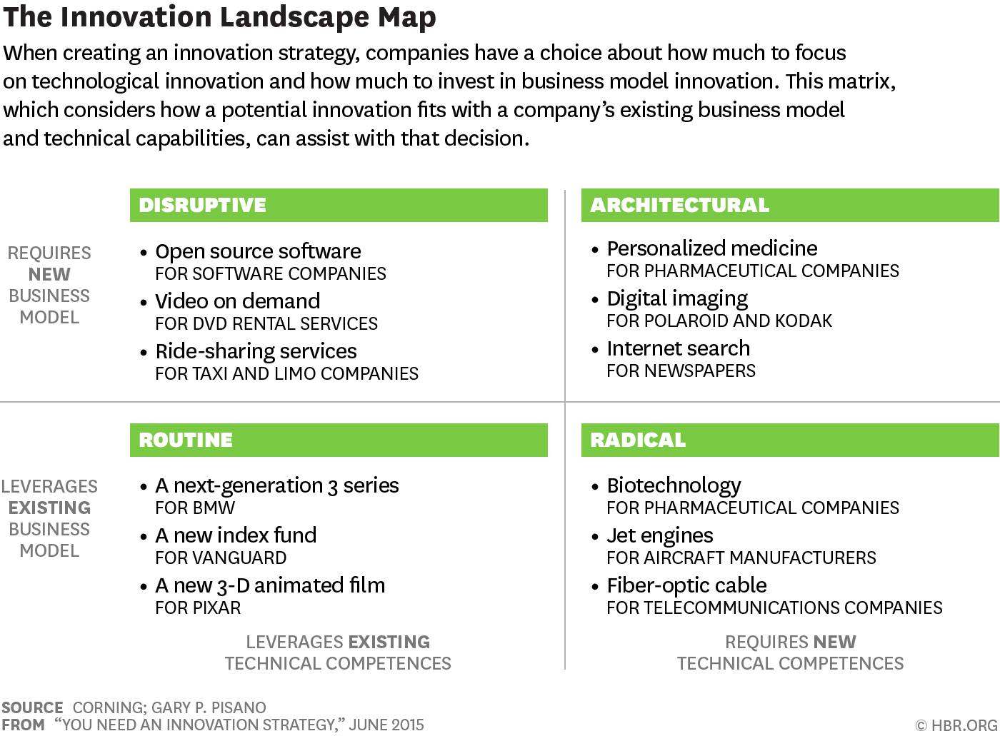 The Innovation Landscape Map
When creating an innovation strategy, companies have a choice about how much to focus
on technological innovation and how much to invest in business model innovation. This matrix,
which considers how a potential innovation fits with a company’s existing business model
and technical capabilities, can assist with that decision.
REQUIRES
NEW
BUSINESS
MODEL
DISRUPTIVE
• Open source software
FOR SOFTWARE COMPANIES
• Video on demand
FOR DVD RENTAL SERVICES
• Ride-sharing services
FOR TAXI AND LIMO COMPANIES
ARCHITECTURAL
• Personalized medicine
FOR PHARMACEUTICAL COMPANIES
• Digital imaging
FOR POLAROID AND KODAK
• Internet search
FOR NEWSPAPERS
LEVERAGES
EXISTING
BUSINESS
MODEL
ROUTINE
• A next-generation 3 series
FOR BMW
• A new index fund
FOR VANGUARD
• A new 3-D animated film
FOR PIXAR
RADICAL
• Biotechnology
FOR PHARMACEUTICAL COMPANIES
• Jet engines
FOR AIRCRAFT MANUFACTURERS
• Fiber-optic cable
FOR TELECOMMUNICATIONS COMPANIES
LEVERAGES EXISTING
TECHNICAL COMPETENCES
REQUIRES NEW
TECHNICAL COMPETENCES
SOURCE CORNING; GARY P. PISANO
FROM “YOU NEED AN INNOVATION STRATEGY,” JUNE 2015
© HBR.ORG